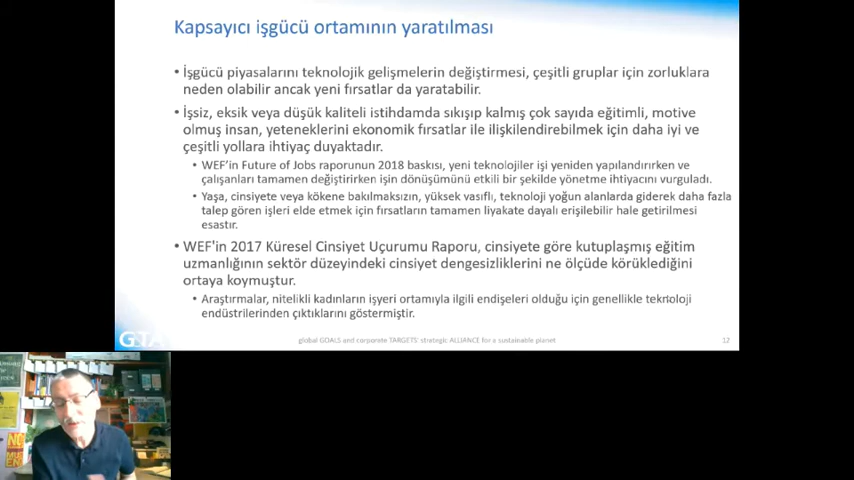 Kapsayıcı işgücü ortamının yaratılması
• İşgücü piyasalarını teknolojik gelişmelerin değiştirmesi, çeşitli gruplar için zorluklara
neden olabilir ancak yeni fırsatlar da yaratabilir.
• İşsiz, eksik veya düşük kaliteli istihdamda sıkışıp kalmış çok sayıda eğitimli, motive
olmuş insan, yeteneklerini ekonomik fırsatlar ile ilişkilendirebilmek için daha iyi ve
çeşitli yollara ihtiyaç duyaktadır.
• WEF'in Future of Jobs raporunun 2018 baskısı, yeni teknolojiler işi yeniden yapılandırırken ve
çalışanları tamamen değiştirirken işin dönüşümünü etkili bir şekilde yönetme ihtiyacını vurguladı.
• Yaşa, cinsiyete veya kökene bakılmaksızın, yüksek vasıflı, teknoloji yoğun alanlarda giderek daha fazla
talep gören işleri elde etmek için fırsatların tamamen liyakate dayalı erişilebilir hale getirilmesi
esastır.
• WEF'in 2017 Küresel Cinsiyet Uçurumu Raporu, cinsiyete göre kutuplaşmış eğitim
uzmanlığının sektör düzeyindeki cinsiyet dengesizliklerini ne ölçüde körüklediğini
ortaya koymuştur.
• Araştırmalar, nitelikli kadınların işyeri ortamıyla ilgili endişeleri olduğu için genellikle teknoloji
endüstrilerinden çıktıklarını göstermiştir.
GTA
global GOALS and corporate TARGETS' strategic ALLIANCE for a sustainable planet
12